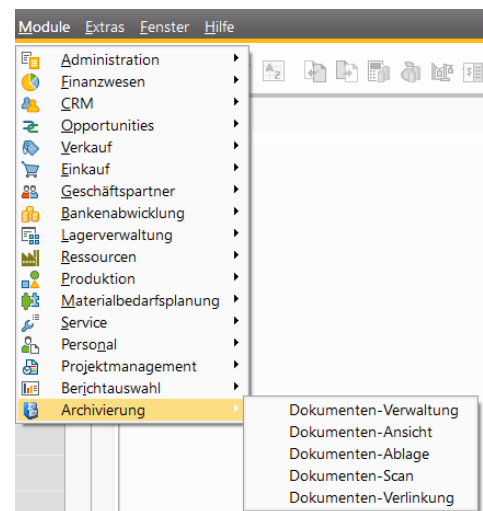 Module Extras Fenster Hilfe
Administration
Finanzwesen
CRM
Opportunities
Verkauf
Einkauf
Geschäftspartner
Bankenabwicklung
Lagerverwaltung
Ressourcen
Produktion
Materialbedarfsplanung
Service
Personal
Projektmanagement
Berichtauswahl
Archivierung
Dokumenten-Verwaltung
Dokumenten-Ansicht
Dokumenten-Ablage
Dokumenten-Scan
Dokumenten-Verlinkung